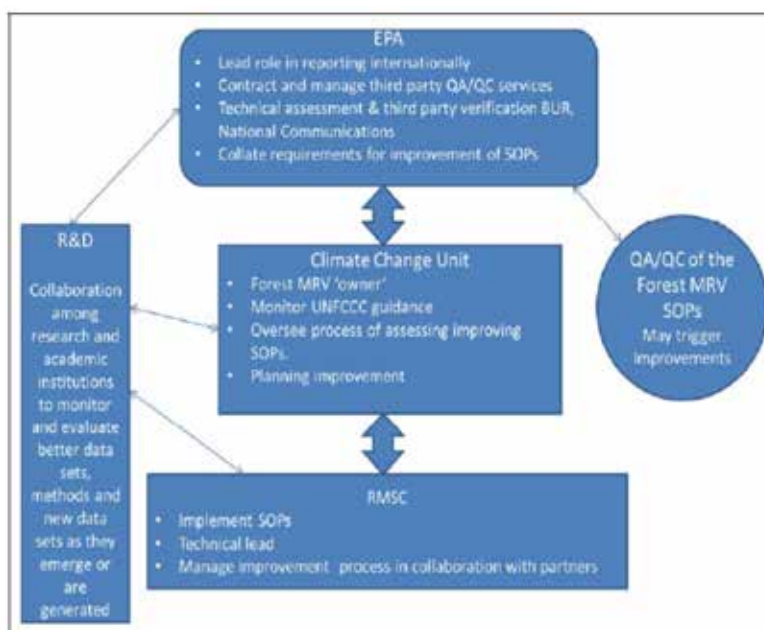 EPA
• Lead role in reporting internationally
• Contract and manage third party QA/QC services
• Technical assessment & third party verification BUR,
National Communications
• Collate requirements for improvement of SOPs
R&D
Collaboration
among
research and
academic
institutions
to monitor
and evaluate
better data
sets,
methods and
new data
sets as they
emerge or
are
generated
Climate Change Unit
• Forest MRV 'owner'
• Monitor UNFCCC guidance
• Oversee process of assessing improving
SOPs.
• Planning improvement
QA/QC of the
Forest MRV
SOPs
May trigger
improvements
RMSC
• Implement SOPs
• Technical lead
• Manage improvement process in collaboration with partners